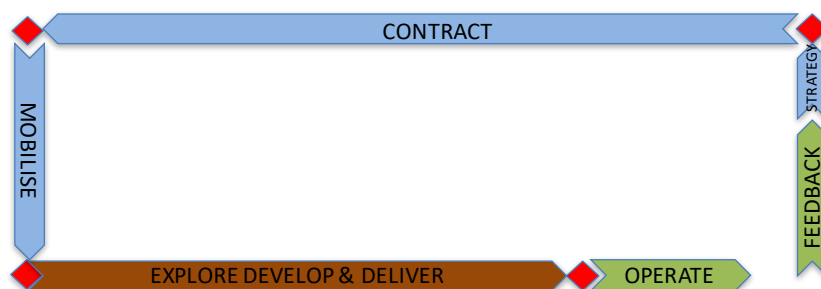 CONTRACT
STRATEGY
MOBILISE
FEEDBACK
EXPLORE DEVELOP & DELIVER
OPERATE